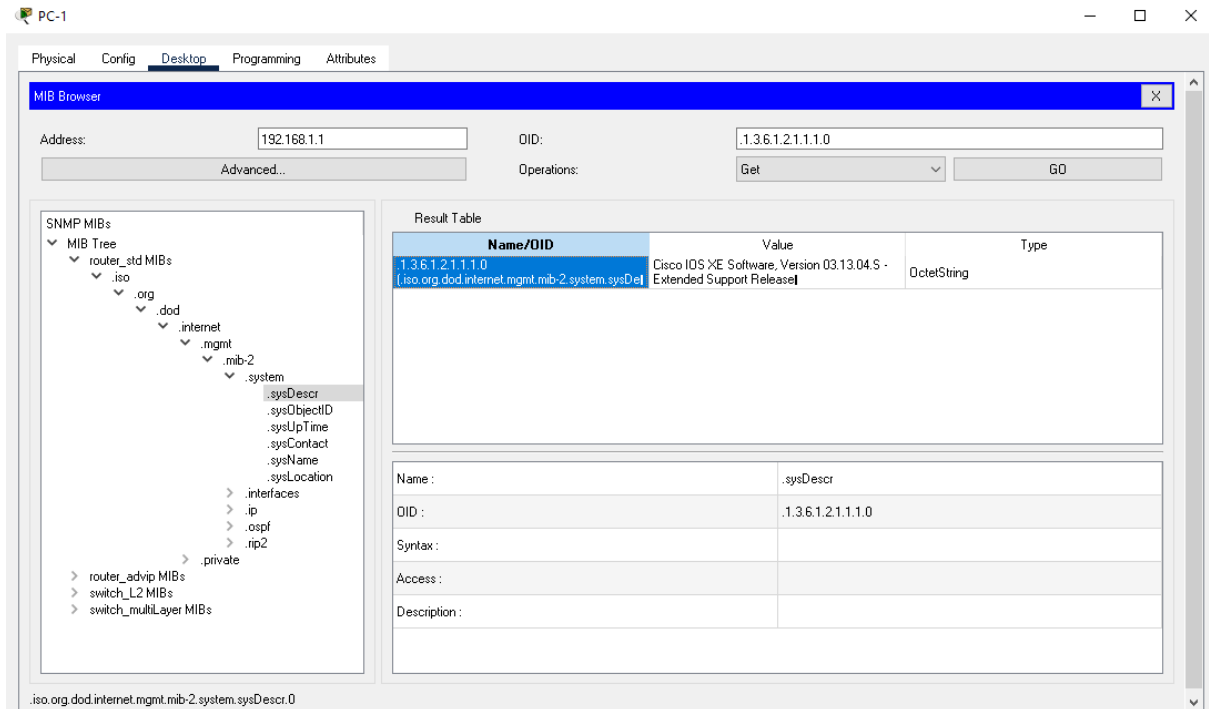 PC-1
Physical Config Desktop Programming Attributes
MIB Browser X
Address: 192.168.1.1 OID: .1.3.6.1.2.1.1.1.0
Advanced... Operations: Get GO
SNMP MIBs
MIB Tree
router_std MIBs
.iso
.org
.dod
.internet
.mgmt
.mib-2
.system
.sysDescr
.sysObjectID
.sysUpTime
.sysContact
.sysName
.sysLocation
.interfaces
.ip
.ospf
.rip2
.private
router_advip MIBs
switch_L2 MIBs
switch_multiLayer MIBs
Result Table
Name/OID Value Type
.1.3.6.1.2.1.1.1.0 Cisco IOS XE Software, Version 03.13.04.S - OctetString
(.iso.org.dod.internet.mgmt.mib-2.system.sysDe Extended Support Release
Name : .sysDescr
OID : .1.3.6.1.2.1.1.1.0
Syntax :
Access :
Description :
.iso.org.dod.internet.mgmt.mib-2.system.sysDescr.0